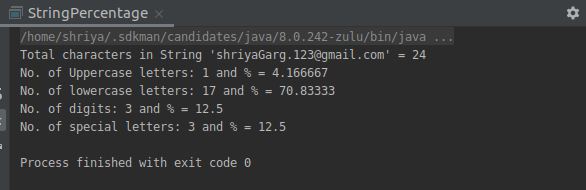 StringPercentage
/home/shriya/.sdkman/candidates/java/8.0.242-zulu/bin/java ...
Total characters in String 'shriyaGarg.123@gmail.com' = 24
No. of Uppercase letters: 1 and % = 4.166667
No. of lowercase letters: 17 and % = 70.83333
No. of digits: 3 and % = 12.5
No. of special letters: 3 and % = 12.5
Process finished with exit code 0